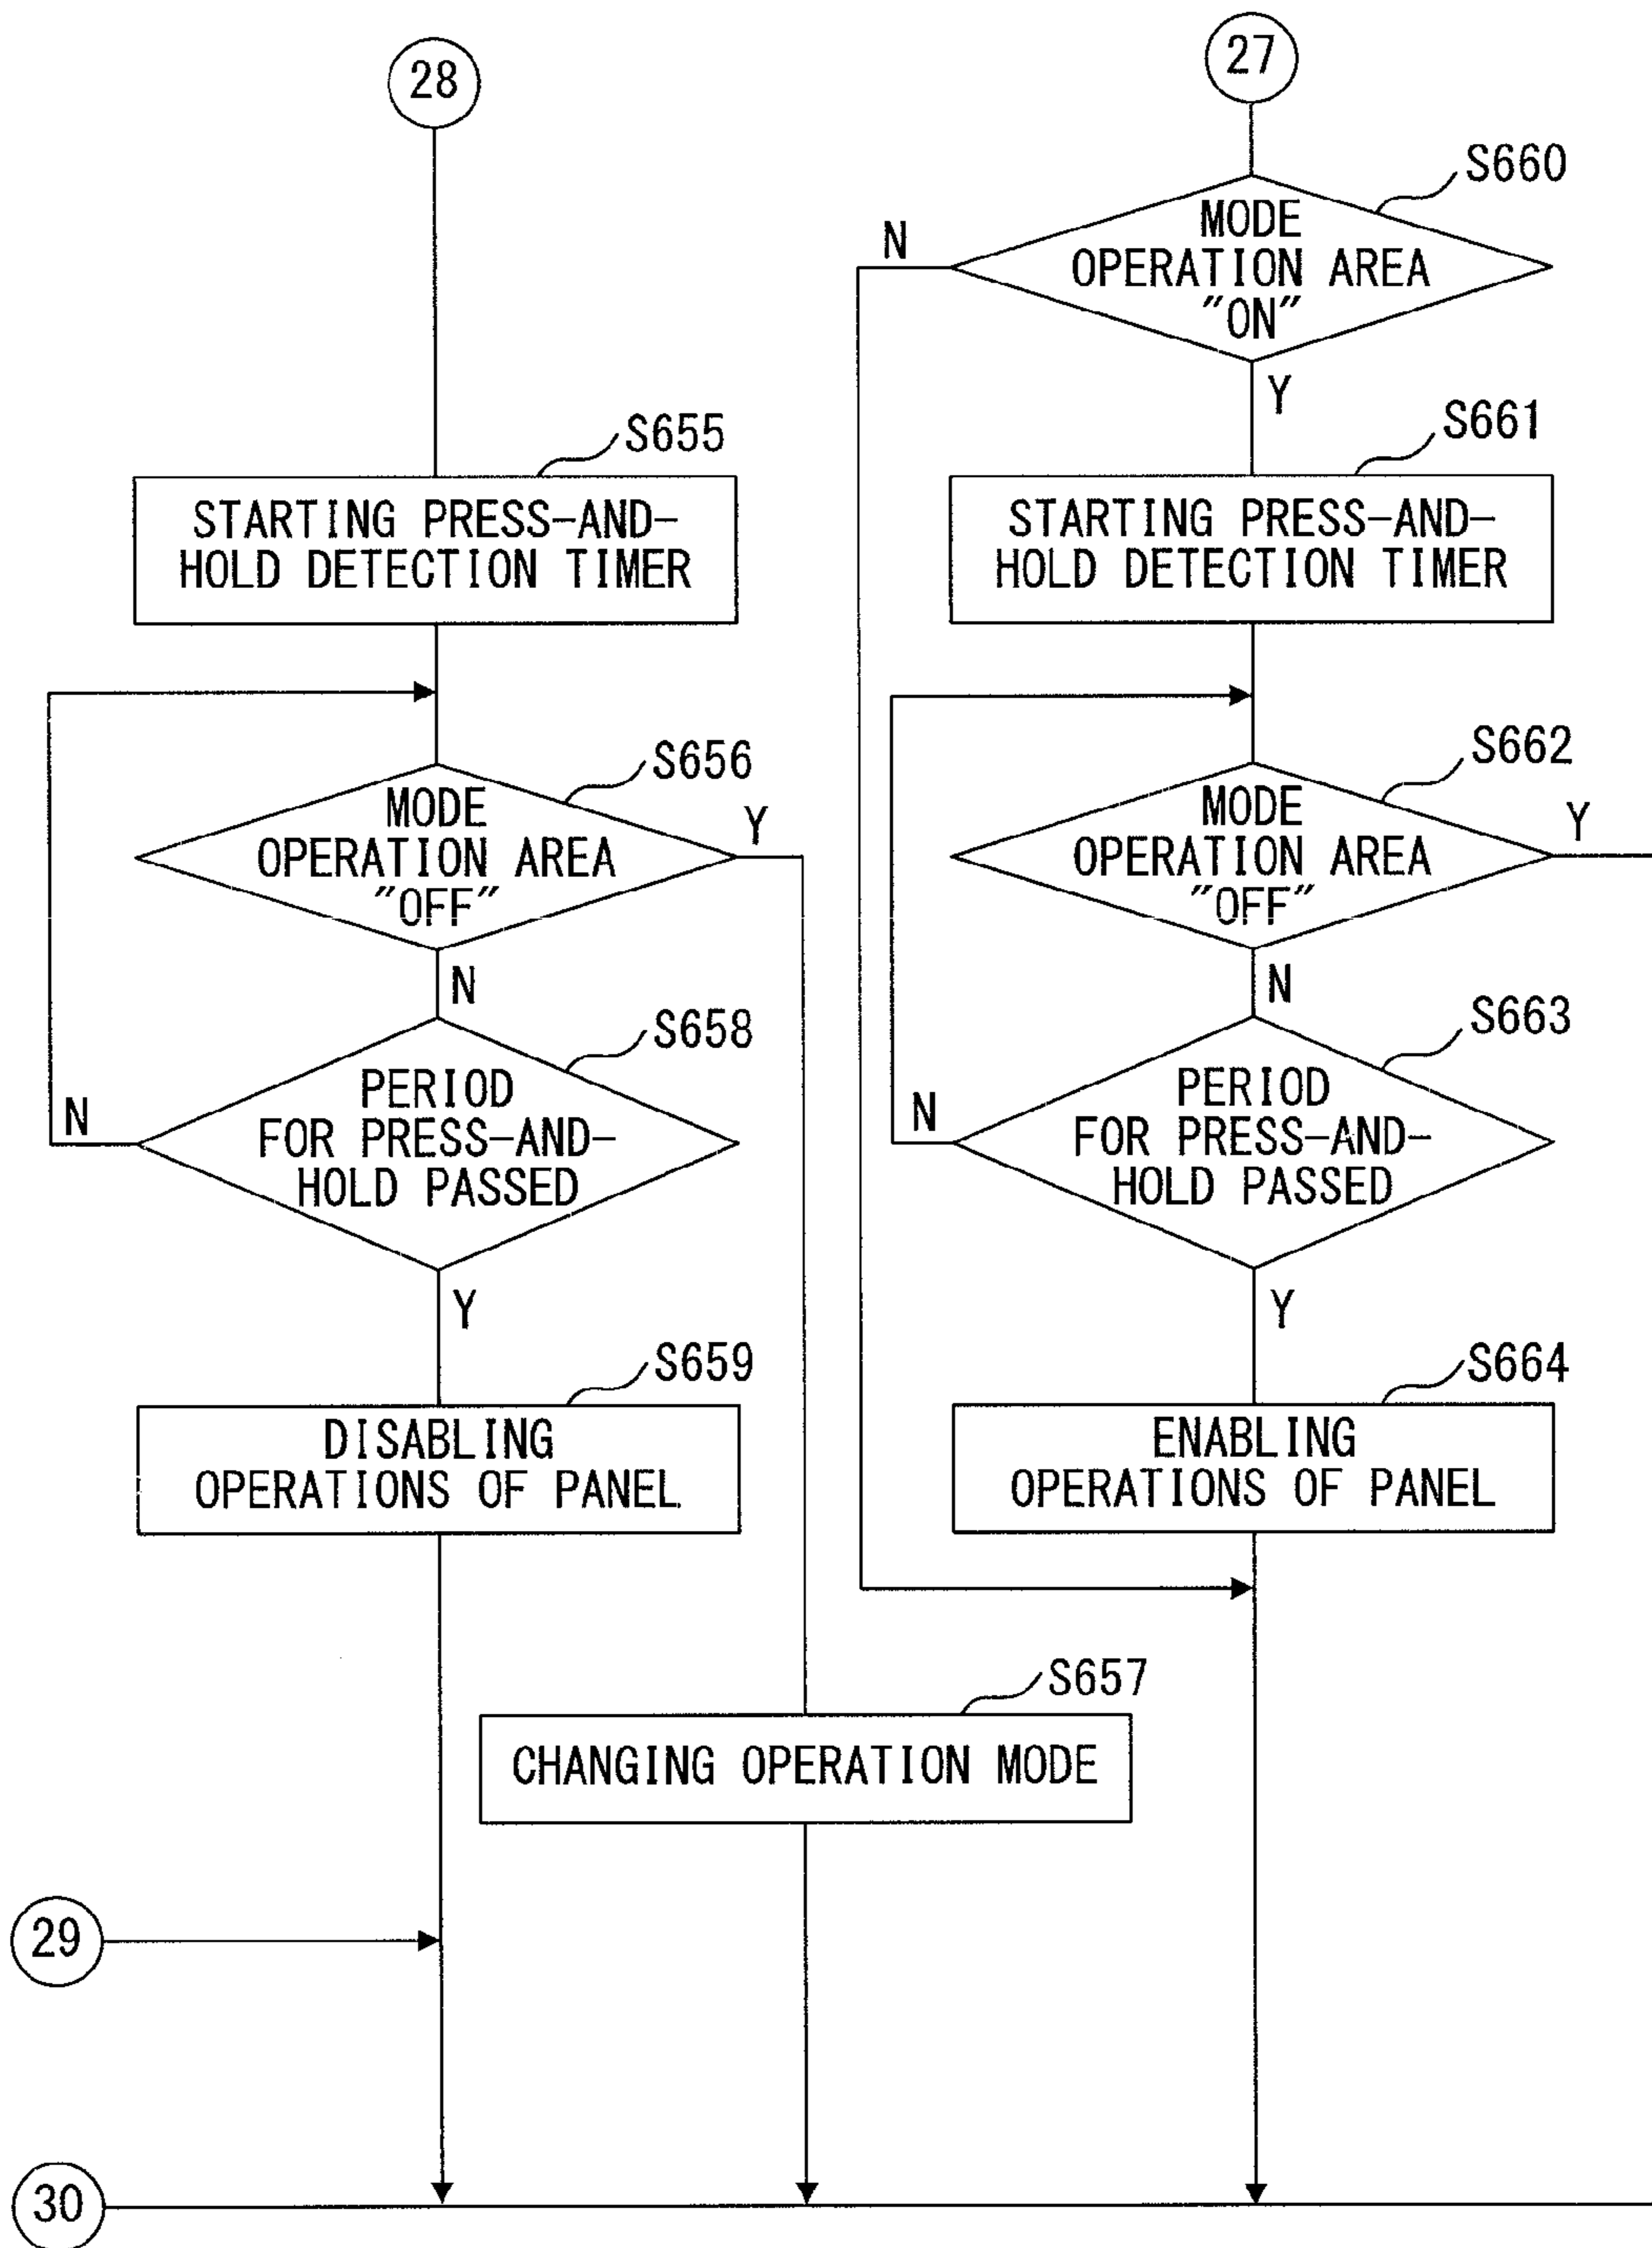 28
27
S660
N
MODE
OPERATION AREA
"ON"
Y
S655
S661
STARTING PRESS-AND-
HOLD DETECTION TIMER
STARTING PRESS-AND-
HOLD DETECTION TIMER
S656
S662
MODE
OPERATION AREA
"OFF"
Y
MODE
OPERATION AREA
"OFF"
Y
N
N
S658
S663
N
PERIOD
FOR PRESS-AND-
HOLD PASSED
N
PERIOD
FOR PRESS-AND-
HOLD PASSED
Y
Y
S659
S664
DISABLING
OPERATIONS OF PANEL
ENABLING
OPERATIONS OF PANEL
S657
CHANGING OPERATION MODE
29
30